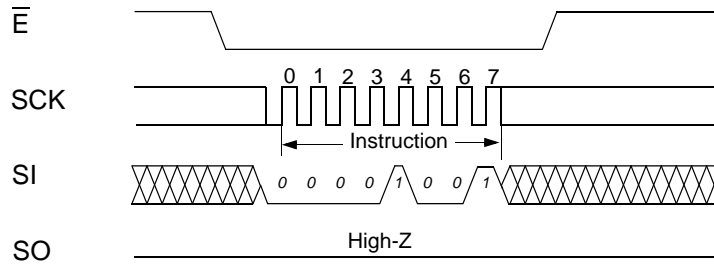 E
0 1 2 3 4 5 6 7
SCK
Instruction
SI 0 0 0 0 1 0 0 1
High-Z
SO